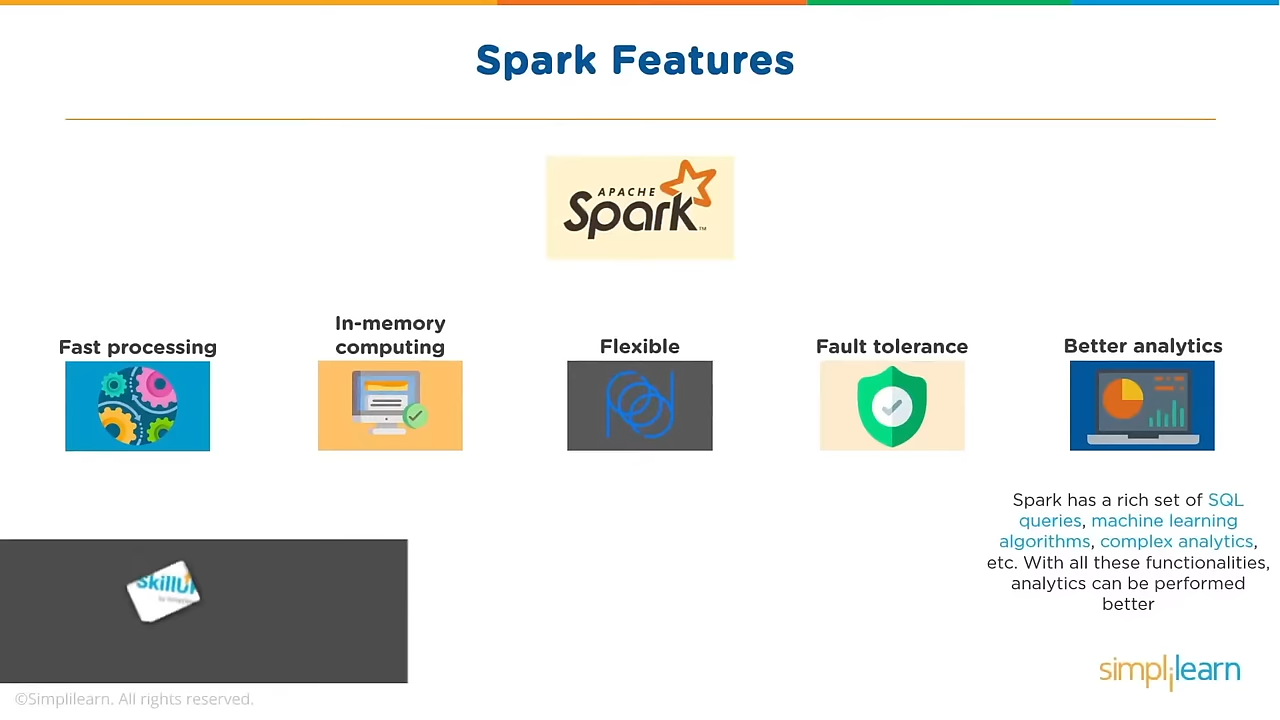 Spark Features
APACHE
Spark
TM
Fast processing
In-memory
computing
Flexible
Fault tolerance
Better analytics
Spark has a rich set of SQL
queries, machine learning
algorithms, complex analytics,
etc. With all these functionalities,
analytics can be performed
better
simplilearn
©Simplilearn. All rights reserved.